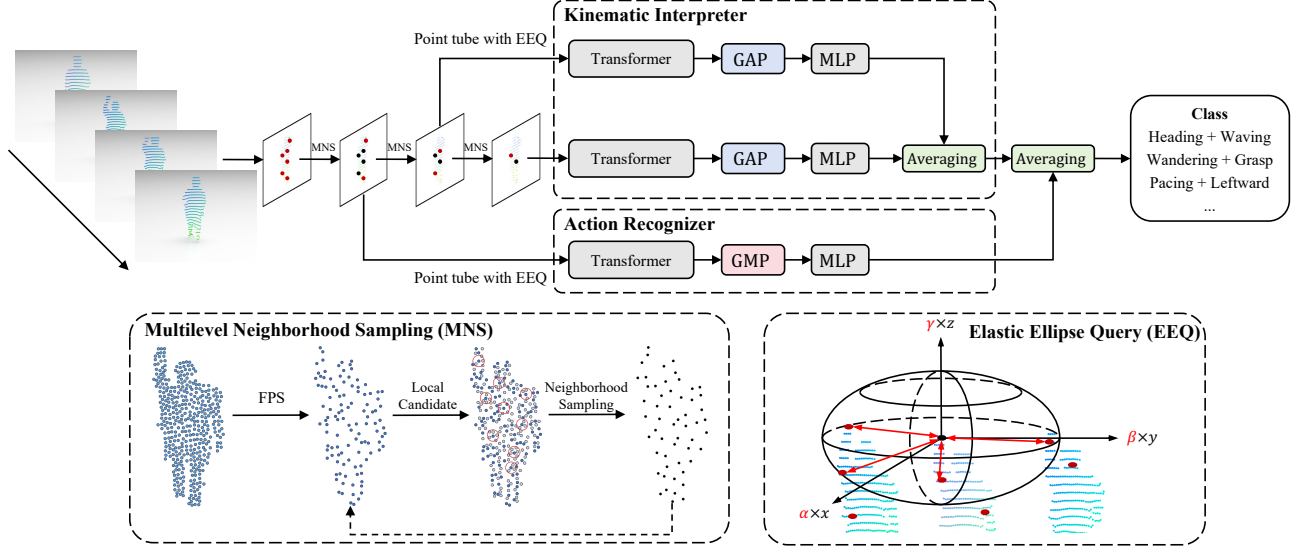 Kinematic Interpreter
Point tube with EEQ
Transformer
GAP
MLP
MNS
MNS
MNS
Transformer
GAP
MLP
Averaging
Averaging
Class
Heading + Waving
Wandering + Grasp
Pacing + Leftward
...
Action Recognizer
Point tube with EEQ
Transformer
GMP
MLP
Multilevel Neighborhood Sampling (MNS)
FPS
Local
Candidate
Neighborhood
Sampling
Elastic Ellipse Query (EEQ)
γ×z
β×y
α×x